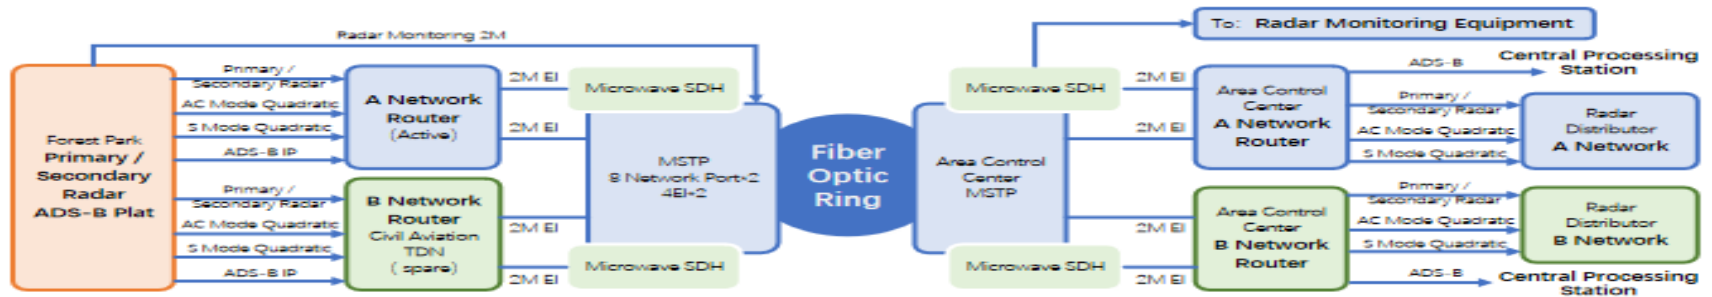 Radar Monitoring 2M
Forest Park
Primary /
Secondary
Radar
ADS-B Plat
Primary /
Secondary Radar
AC Mode Quadratic
S Mode Quadratic
ADS-B IP
A Network
Router
(Active)
Primary /
Secondary Radar
AC Mode Quadratic
S Mode Quadratic
ADS-B IP
B Network
Router
Civil Aviation
TDN
( spare)
2M EI
2M EI
2M EI
2M EI
Microwave SDH
MSTP
B Network Port*2
4EI*2
Microwave SDH
Fiber
Optic
Ring
Microwave SDH
Area Control
Center
MSTP
Microwave SDH
2M EI
2M EI
2M EI
2M EI
To: Radar Monitoring Equipment
Area Control
Center
A Network
Router
ADS-B
Central Processing
Station
Primary /
Secondary Radar
AC Mode Quadratic
S Mode Quadratic
Radar
Distributor
A Network
Area Control
Center
B Network
Router
Primary /
Secondary Radar
AC Mode Quadratic
S Mode Quadratic
Radar
Distributor
B Network
ADS-B
Central Processing
Station